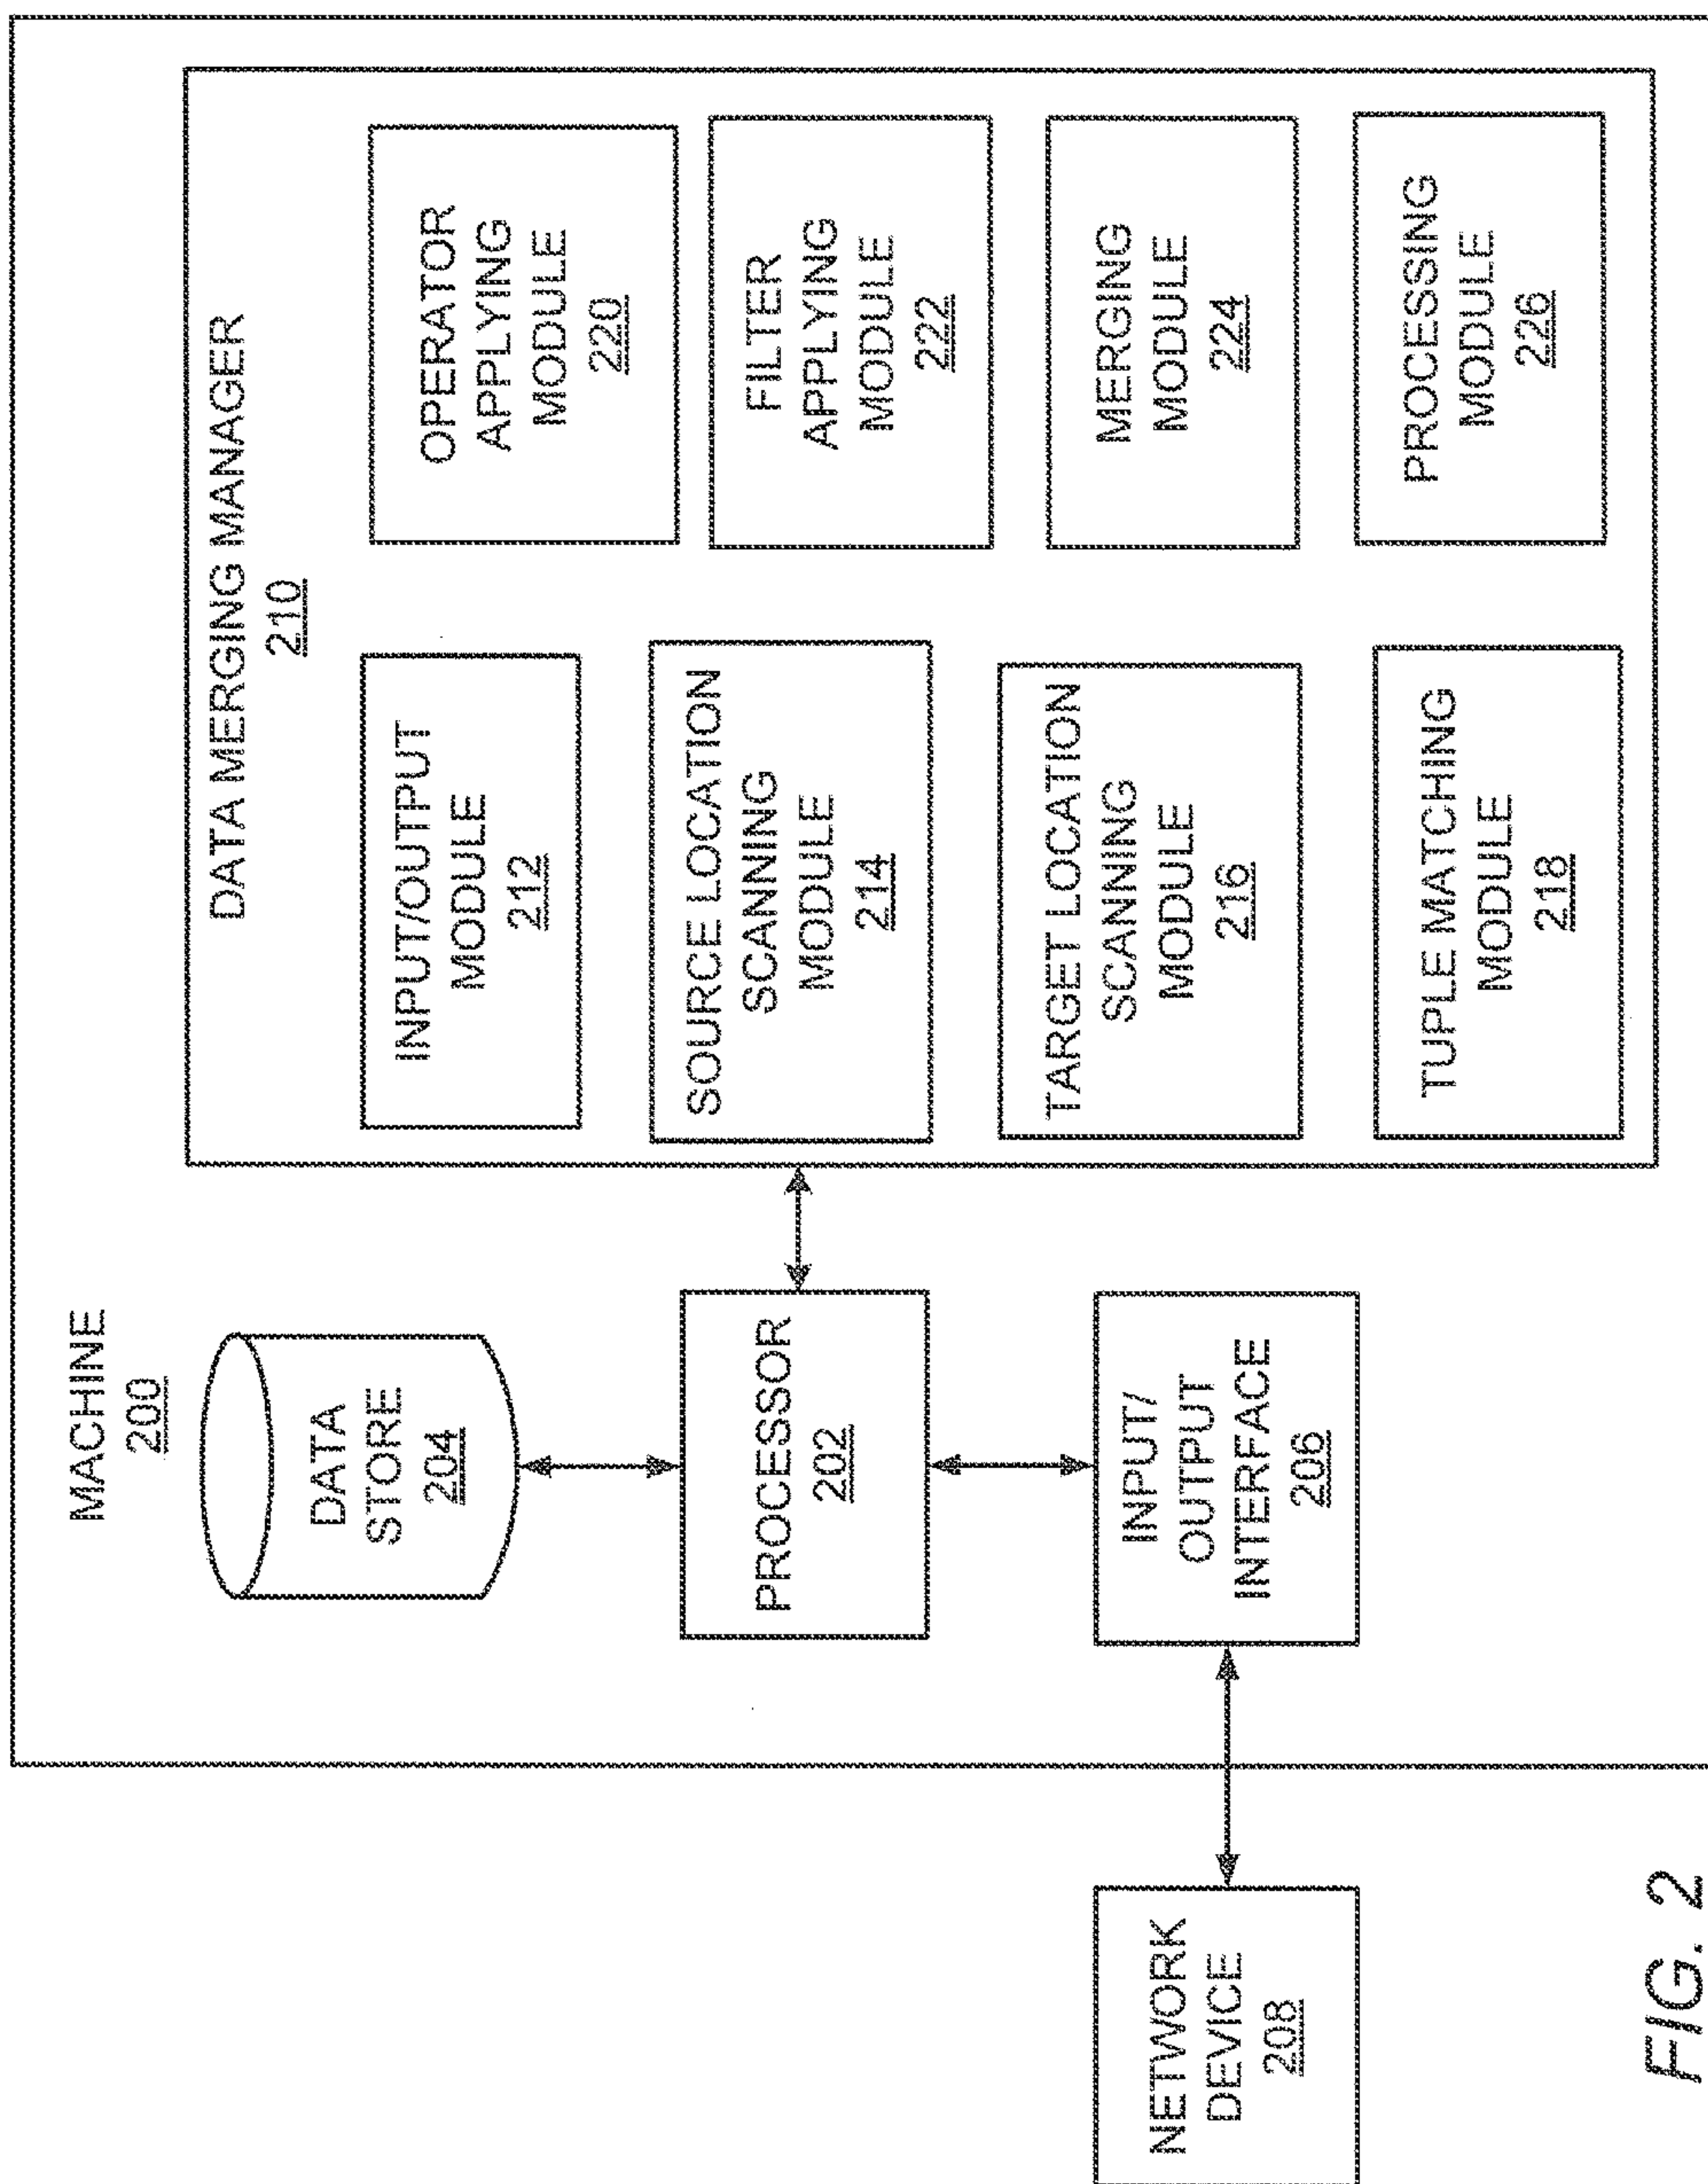 MACHINE
200
DATA
STORE
204
PROCESSOR
202
INPUT/
OUTPUT
INTERFACE
206
NETWORK
DEVICE
208
DATA MERGING MANAGER
210
INPUT/OUTPUT
MODULE
212
SOURCE LOCATION
SCANNING
MODULE
214
TARGET LOCATION
SCANNING
MODULE
216
TUPLE MATCHING
MODULE
218
OPERATOR
APPLYING
MODULE
220
FILTER
APPLYING
MODULE
222
MERGING
MODULE
224
PROCESSING
MODULE
226
FIG. 2